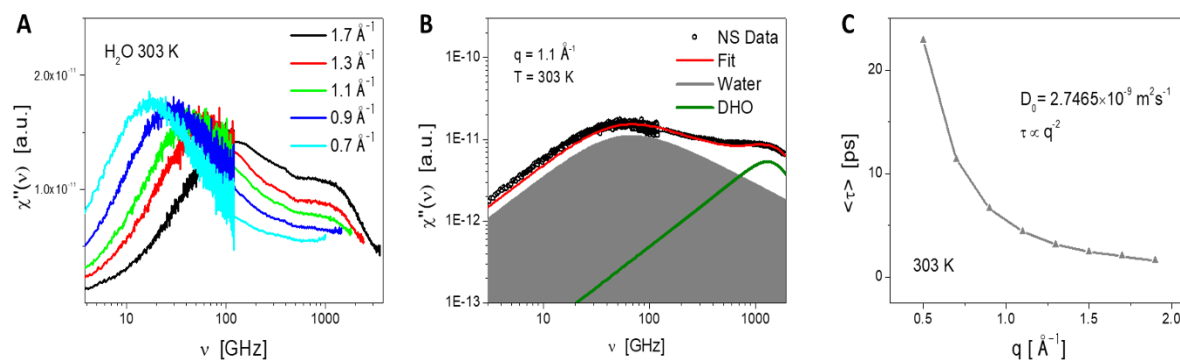 A
H₂O 303 K
1.7 Å⁻¹
1.3 Å⁻¹
1.1 Å⁻¹
0.9 Å⁻¹
0.7 Å⁻¹
2.0x10⁻¹¹
1.0x10⁻¹¹
χ''(ν) [a.u.]
10 100 1000
ν [GHz]
B
q = 1.1 Å⁻¹
T = 303 K
NS Data
Fit
Water
DHO
1E-10
1E-11
1E-12
1E-13
χ''(ν) [a.u.]
10 100 1000
ν [GHz]
C
D₀ = 2.7465×10⁻⁹ m²s⁻¹
τ ∝ q⁻²
303 K
20
10
0
<τ> [ps]
0.5 1.0 1.5 2.0
q [ Å⁻¹]